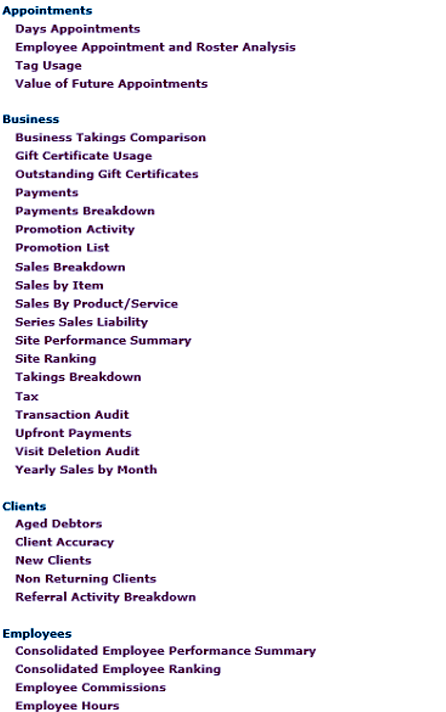 Appointments
Days Appointments
Employee Appointment and Roster Analysis
Tag Usage
Value of Future Appointments
Business
Business Takings Comparison
Gift Certificate Usage
Outstanding Gift Certificates
Payments
Payments Breakdown
Promotion Activity
Promotion List
Sales Breakdown
Sales by Item
Sales By Product/Service
Series Sales Liability
Site Performance Summary
Site Ranking
Takings Breakdown
Tax
Transaction Audit
Upfront Payments
Visit Deletion Audit
Yearly Sales by Month
Clients
Aged Debtors
Client Accuracy
New Clients
Non Returning Clients
Referral Activity Breakdown
Employees
Consolidated Employee Performance Summary
Consolidated Employee Ranking
Employee Commissions
Employee Hours